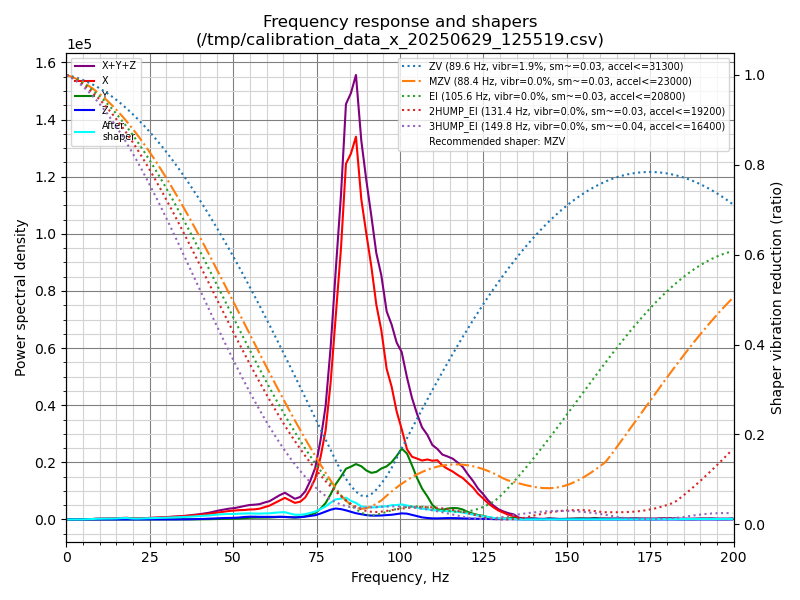 Frequency response and shapers
(/tmp/calibration_data_x_20250629_125519.csv)
1e5
X+Y+Z
X
Y
Z
After
shaper
ZV (89.6 Hz, vibr=1.9%, sm~=0.03, accel<=31300)
MZV (88.4 Hz, vibr=0.0%, sm~=0.03, accel<=23000)
EI (105.6 Hz, vibr=0.0%, sm~=0.03, accel<=20800)
2HUMP_EI (131.4 Hz, vibr=0.0%, sm~=0.03, accel<=19200)
3HUMP_EI (149.8 Hz, vibr=0.0%, sm~=0.04, accel<=16400)
Recommended shaper: MZV
Power spectral density
1.6
1.4
1.2
1.0
0.8
0.6
0.4
0.2
0.0
1.0
0.8
0.6
0.4
0.2
0.0
Shaper vibration reduction (ratio)
0 25 50 75 100 125 150 175 200
Frequency, Hz